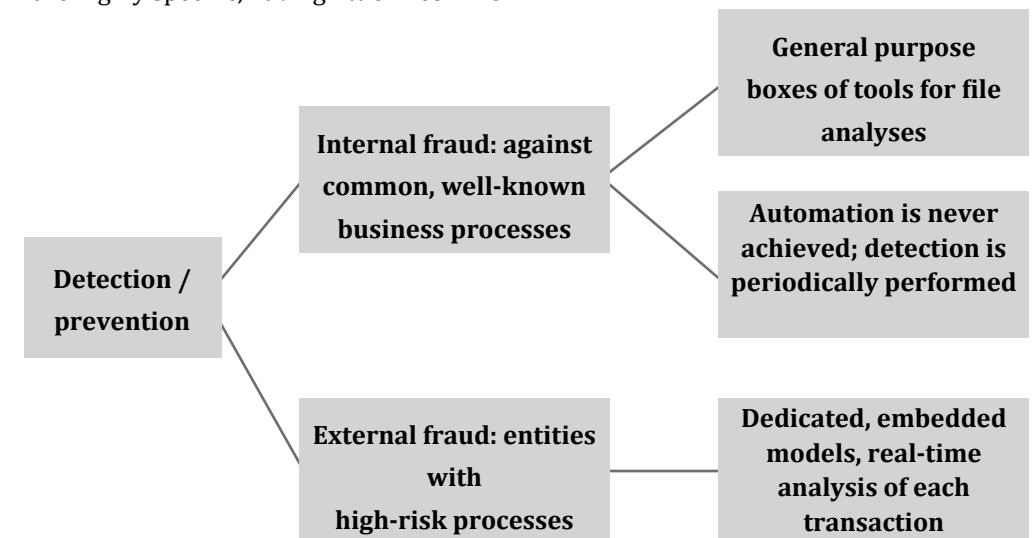 General purpose
boxes of tools for file
analyses
Internal fraud: against
common, well-known
business processes
Automation is never
achieved; detection is
periodically performed
Detection /
prevention
External fraud: entities
with
high-risk processes
Dedicated, embedded
models, real-time
analysis of each
transaction